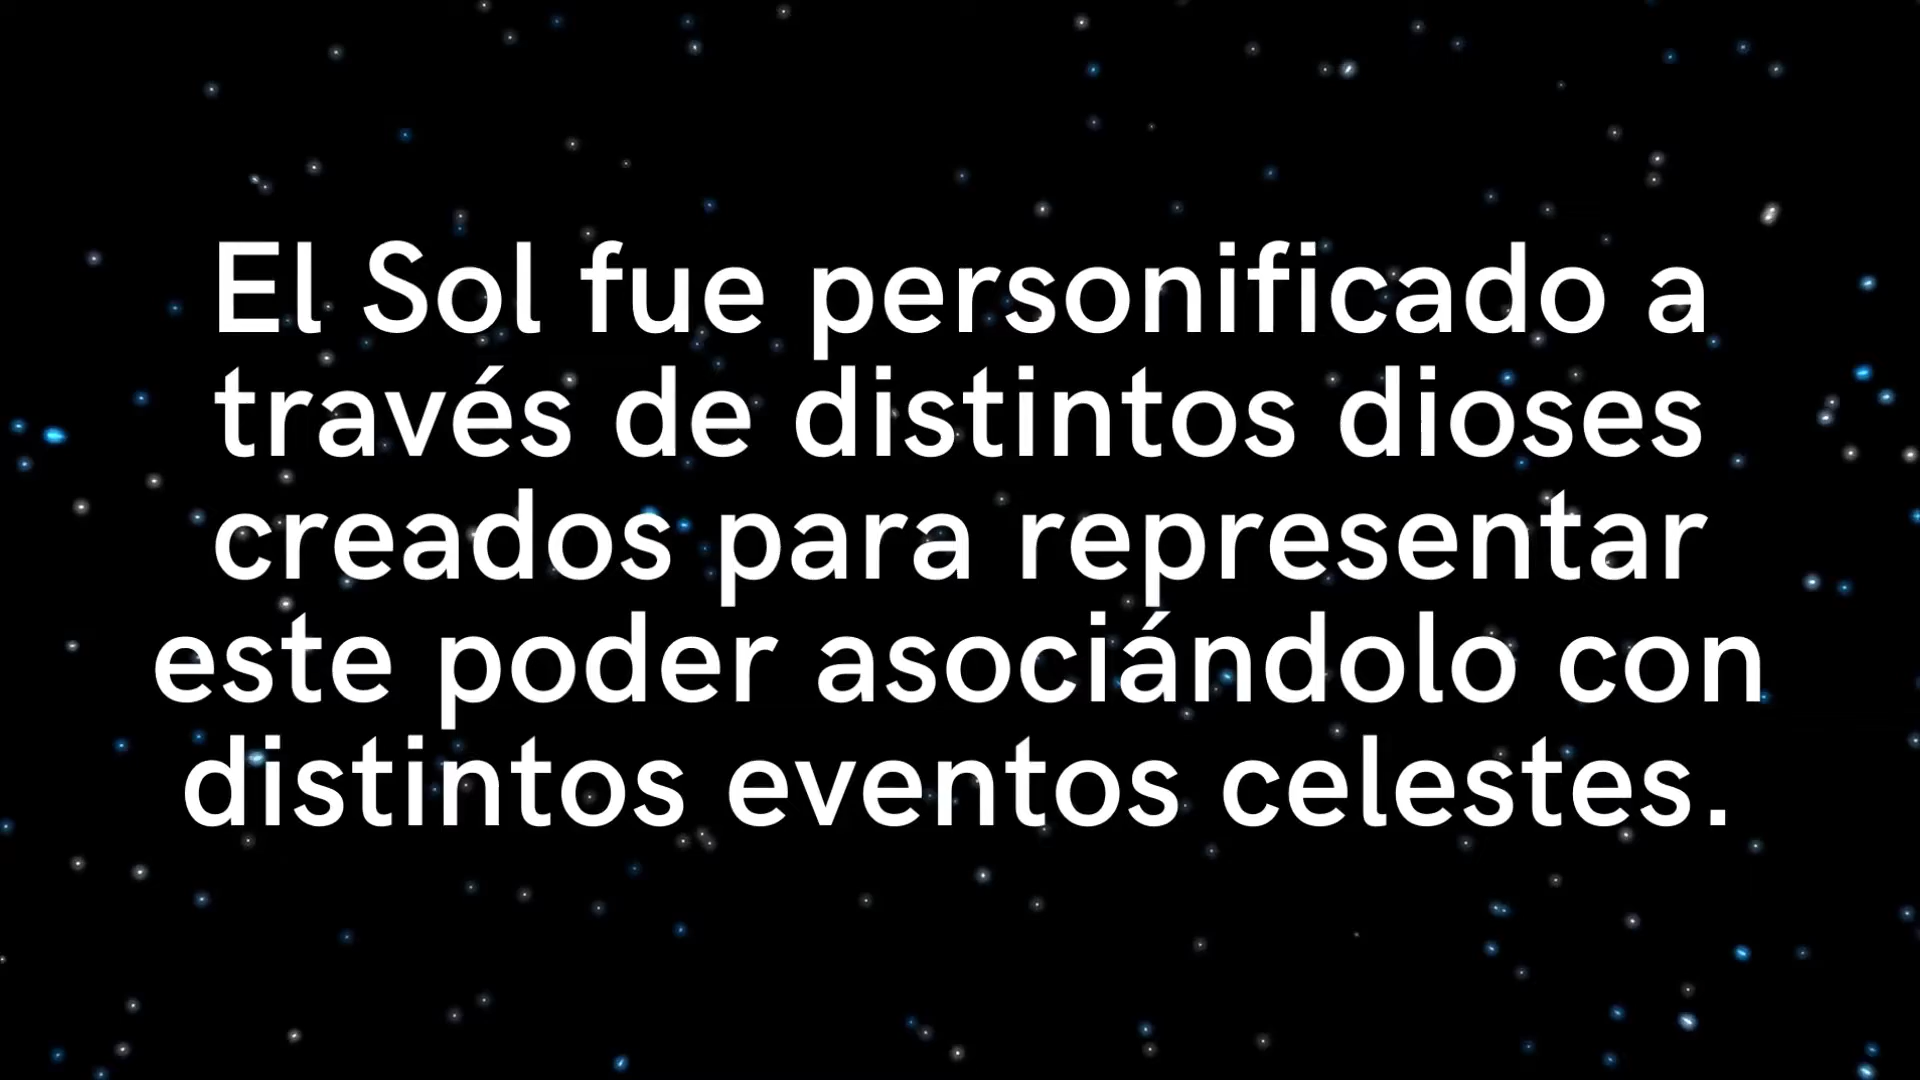 El Sol fue personificado a
través de distintos dioses
creados para representar
este poder asociándolo con
distintos eventos celestes.